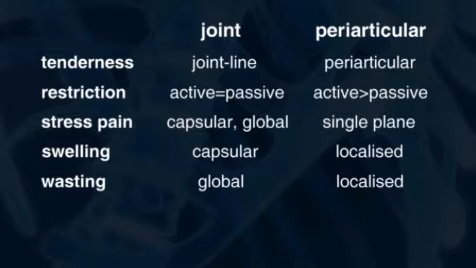 joint periarticular
tenderness joint-line periarticular
restriction active=passive active>passive
stress pain capsular, global single plane
swelling capsular localised
wasting global localised